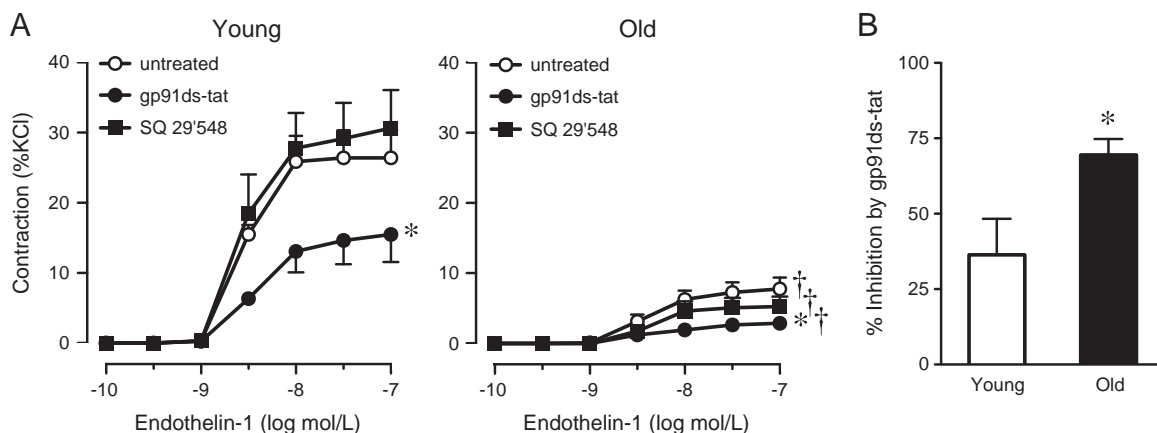 A
Young
Old
B
untreated
gp91ds-tat
SQ 29'548
untreated
gp91ds-tat
SQ 29'548
Contraction (%KCl)
40
30
20
10
0
*
-10
-9
-8
-7
Endothelin-1 (log mol/L)
40
30
20
10
0
†
†
*†
-10
-9
-8
-7
Endothelin-1 (log mol/L)
% Inhibition by gp91ds-tat
100
75
50
25
0
*
Young
Old